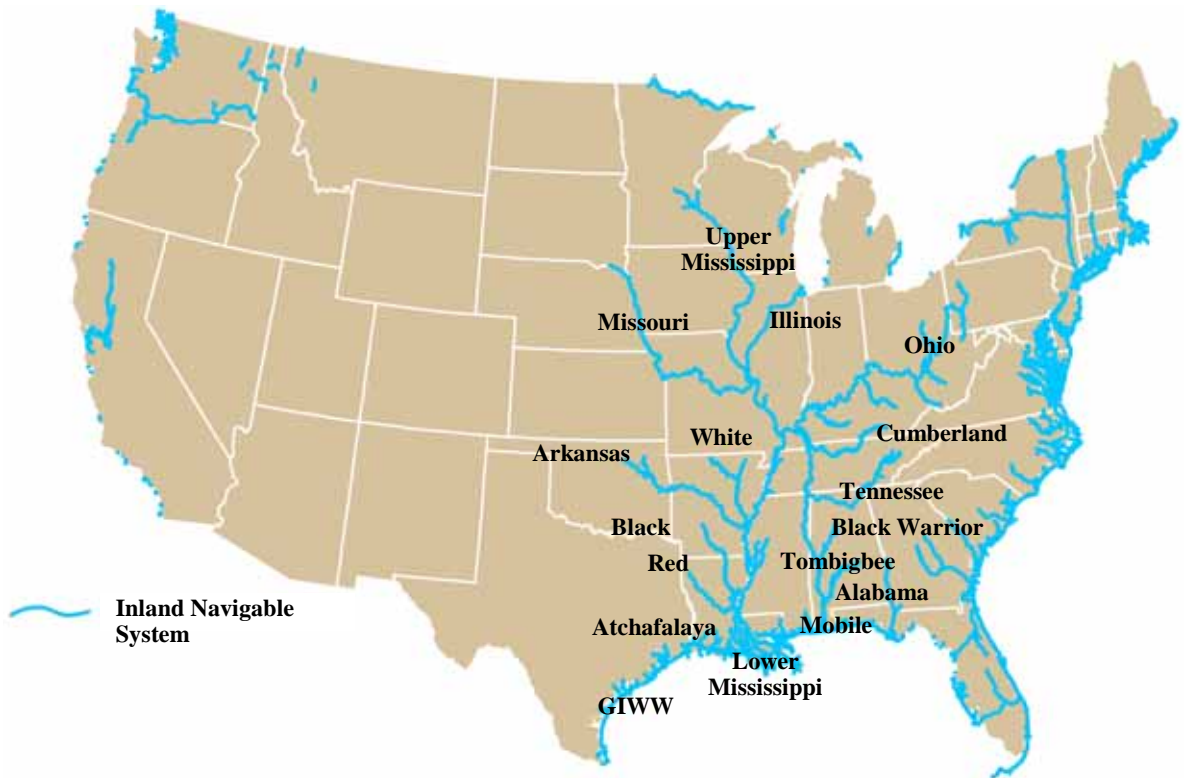 Upper
Mississippi
Missouri
Illinois
Ohio
White
Cumberland
Arkansas
Tennessee
Black
Black Warrior
Red
Tombigbee
Alabama
Inland Navigable
System
Atchafalaya
Mobile
Lower
Mississippi
GIWW